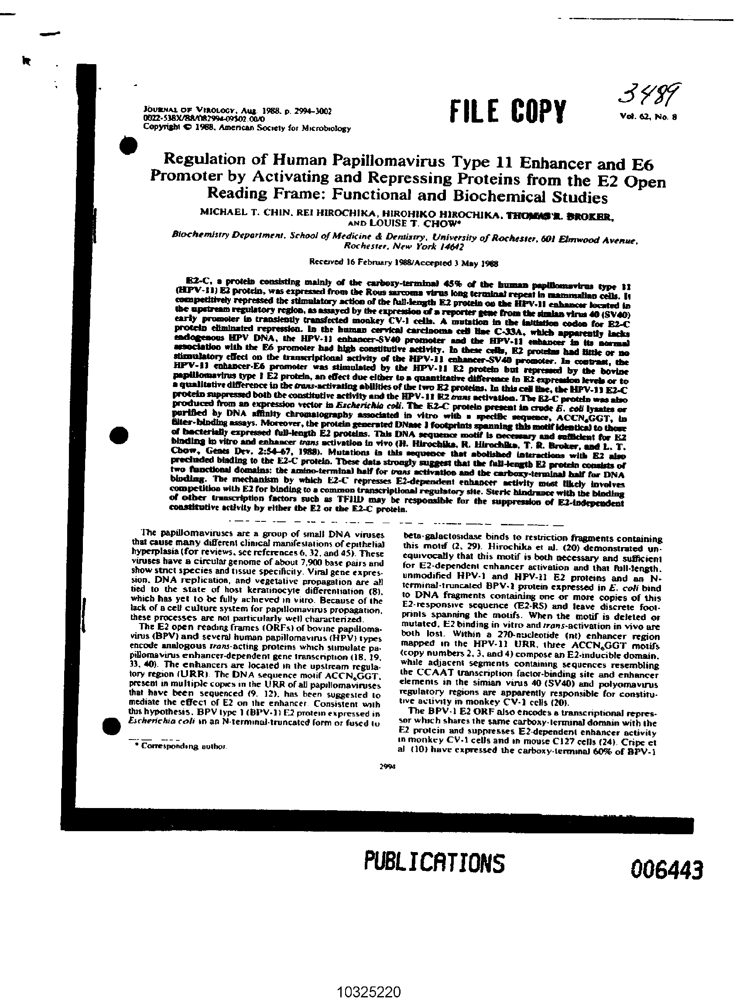 3489
FILE COPY
JOURNAL OF VIROLOGY, Aug. 1988, p. 2994-3002
Vol. 62, No. 8
0022-538X/88/082994-09$02.00/0
Copyright © 1988, American Society for Microbiology
Regulation of Human Papillomavirus Type 11 Enhancer and E6
Promoter by Activating and Repressing Proteins from the E2 Open
Reading Frame: Functional and Biochemical Studies
MICHAEL T. CHIN, REI HIROCHIKA, HIROHIKO HIROCHIKA, THOMAS R. BROKER,
AND LOUISE T. CHOW*
Biochemistry Department, School of Medicine & Dentistry, University of Rochester, 601 Elmwood Avenue,
Rochester, New York 14642
Received 16 February 1988/Accepted 3 May 1988
E2-C, a protein consisting mainly of the carboxy-terminal 45% of the human papillomavirus type 11
(HPV-11) E2 protein, was expressed from the Rous sarcoma virus long terminal repeat in mammalian cells. It
competitively repressed the stimulatory action of the full-length E2 protein on the HPV-11 enhancer located in
the upstream regulatory region, as assayed by the expression of a reporter gene from the simian virus 40 (SV40)
early promoter in transiently transfected monkey CV-1 cells. A mutation in the initiation codon for E2-C
protein eliminated repression. In the human cervical carcinoma cell line C-33A, which apparently lacks
endogenous HPV DNA, the HPV-11 enhancer-SV40 promoter and the HPV-11 enhancer in its normal
association with the E6 promoter had high constitutive activity. In these cells, E2 proteins had little or no
stimulatory effect on the transcriptional activity of the HPV-11 enhancer-SV40 promoter. In contrast, the
HPV-11 enhancer-E6 promoter was stimulated by the HPV-11 E2 protein but repressed by the bovine
papillomavirus type 1 E2 protein, an effect due either to a quantitative difference in E2 expression levels or to
a qualitative difference in the trans-activating abilities of the two E2 proteins. In this cell line, the HPV-11 E2-C
protein suppressed both the constitutive activity and the HPV-11 E2 trans activation. The E2-C protein was also
produced from an expression vector in Escherichia coli. The E2-C protein present in crude E. coli lysates or
purified by DNA affinity chromatography associated in vitro with a specific sequence, ACCN6GGT, in
filter-binding assays. Moreover, the protein generated DNase I footprints spanning this motif identical to those
of bacterially expressed full-length E2 proteins. This DNA sequence motif is necessary and sufficient for E2
binding in vitro and enhancer trans activation in vivo (H. Hirochika, R. Hirochika, T. R. Broker, and L. T.
Chow, Genes Dev. 2:54-67, 1988). Mutations in this sequence that abolished interactions with E2 also
precluded binding to the E2-C protein. These data strongly suggest that the full-length E2 protein consists of
two functional domains: the amino-terminal half for trans activation and the carboxy-terminal half for DNA
binding. The mechanism by which E2-C represses E2-dependent enhancer activity most likely involves
competition with E2 for binding to a common transcriptional regulatory site. Steric hindrance with the binding
of other transcription factors such as TFIID may be responsible for the suppression of E2-independent
constitutive activity by either the E2 or the E2-C protein.
The papillomaviruses are a group of small DNA viruses
that cause many different clinical manifestations of epithelial
hyperplasia (for reviews, see references 6, 32, and 45). These
viruses have a circular genome of about 7,900 base pairs and
show strict species and tissue specificity. Viral gene expres-
sion, DNA replication, and vegetative propagation are all
tied to the state of host keratinocyte differentiation (8),
which has yet to be fully achieved in vitro. Because of the
lack of a cell culture system for papillomavirus propagation,
these processes are not particularly well characterized.
The E2 open reading frames (ORFs) of bovine papilloma-
virus (BPV) and several human papillomavirus (HPV) types
encode analogous trans-acting proteins which stimulate pa-
pillomavirus enhancer-dependent gene transcription (18, 19,
33, 40). The enhancers are located in the upstream regula-
tory region (URR). The DNA sequence motif ACCN6GGT,
present in multiple copies in the URR of all papillomaviruses
that have been sequenced (9, 12), has been suggested to
mediate the effect of E2 on the enhancer. Consistent with
this hypothesis, BPV type 1 (BPV-1) E2 protein expressed in
Escherichia coli in an N-terminal-truncated form or fused to
* Corresponding author.
beta-galactosidase binds to restriction fragments containing
this motif (2, 29). Hirochika et al. (20) demonstrated un-
equivocally that this motif is both necessary and sufficient
for E2-dependent enhancer activation and that full-length,
unmodified HPV-1 and HPV-11 E2 proteins and an N-
terminal-truncated BPV-1 protein expressed in E. coli bind
to DNA fragments containing one or more copies of this
E2-responsive sequence (E2-RS) and leave discrete foot-
prints spanning the motifs. When the motif is deleted or
mutated, E2 binding in vitro and trans-activation in vivo are
both lost. Within a 270-nucleotide (nt) enhancer region
mapped in the HPV-11 URR, three ACCN6GGT motifs
(copy numbers 2, 3, and 4) compose an E2-inducible domain,
while adjacent segments containing sequences resembling
the CCAAT transcription factor-binding site and enhancer
elements in the simian virus 40 (SV40) and polyomavirus
regulatory regions are apparently responsible for constitu-
tive activity in monkey CV-1 cells (20).
The BPV-1 E2 ORF also encodes a transcriptional repres-
sor which shares the same carboxy-terminal domain with the
E2 protein and suppresses E2-dependent enhancer activity
in monkey CV-1 cells and in mouse C127 cells (24). Cripe et
al. (10) have expressed the carboxy-terminal 60% of BPV-1
2994
PUBLICATIONS
006443
10325220